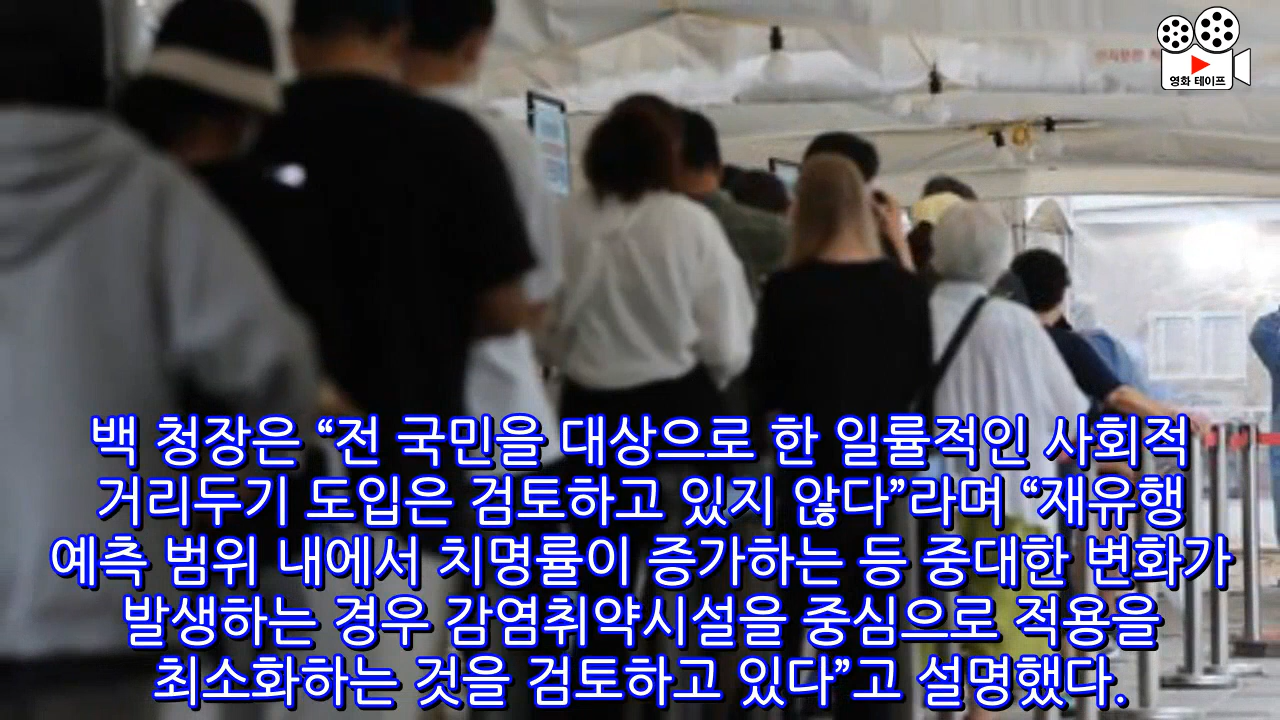 영화 테이프
백 청장은 “전 국민을 대상으로 한 일률적인 사회적
거리두기 도입은 검토하고 있지 않다”라며 “재유행
예측 범위 내에서 치명률이 증가하는 등 중대한 변화가
발생하는 경우 감염취약시설을 중심으로 적용을
최소화하는 것을 검토하고 있다”고 설명했다.